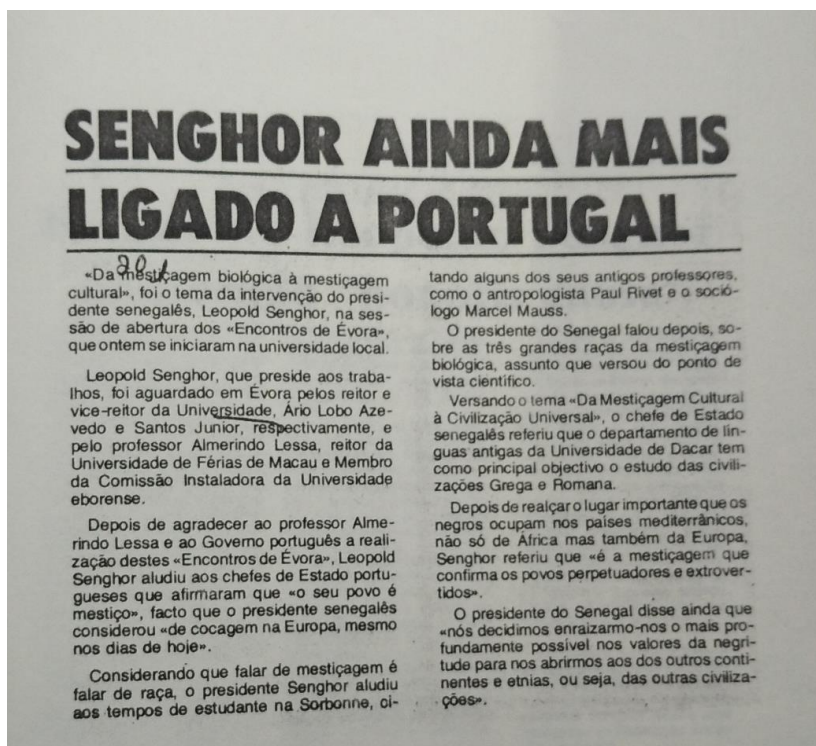 SENGHOR AINDA MAIS
LIGADO A PORTUGAL
«Da mestiçagem biológica à mestiçagem
cultural», foi o tema da intervenção do presi-
dente senegalês, Leopold Senghor, na ses-
são de abertura dos «Encontros de Évora»,
que ontem se iniciaram na universidade local.
Leopold Senghor, que preside aos traba-
lhos, foi aguardado em Évora pelos reitor e
vice-reitor da Universidade, Ário Lobo Aze-
vedo e Santos Junior, respectivamente, e
pelo professor Almerindo Lessa, reitor da
Universidade de Férias de Macau e Membro
da Comissão Instaladora da Universidade
eborense.
Depois de agradecer ao professor Alme-
rindo Lessa e ao Governo português a reali-
zação destes «Encontros de Évora», Leopold
Senghor aludiu aos chefes de Estado portu-
gueses que afirmaram que «o seu povo é
mestiço», facto que o presidente senegalês
considerou «de cocagem na Europa, mesmo
nos dias de hoje».
Considerando que falar de mestiçagem é
falar de raça, o presidente Senghor aludiu
aos tempos de estudante na Sorbonne, ci-
tando alguns dos seus antigos professores,
como o antropologista Paul Rivet e o soció-
logo Marcel Mauss.
O presidente do Senegal falou depois, so-
bre as três grandes raças da mestiçagem
biológica, assunto que versou do ponto de
vista científico.
Versando o tema «Da Mestiçagem Cultural
à Civilização Universal», o chefe de Estado
senegalês referiu que o departamento de lín-
guas antigas da Universidade de Dacar tem
como principal objectivo o estudo das civili-
zações Grega e Romana.
Depois de realçar o lugar importante que os
negros ocupam nos países mediterrânicos,
não só de África mas também da Europa,
Senghor referiu que «é a mestiçagem que
confirma os povos perpetuadores e extrover-
tidos».
O presidente do Senegal disse ainda que
«nós decidimos enraizarmo-nos o mais pro-
fundamente possível nos valores da negri-
tude para nos abrirmos aos dos outros conti-
nentes e etnias, ou seja, das outras civiliza-
ções».